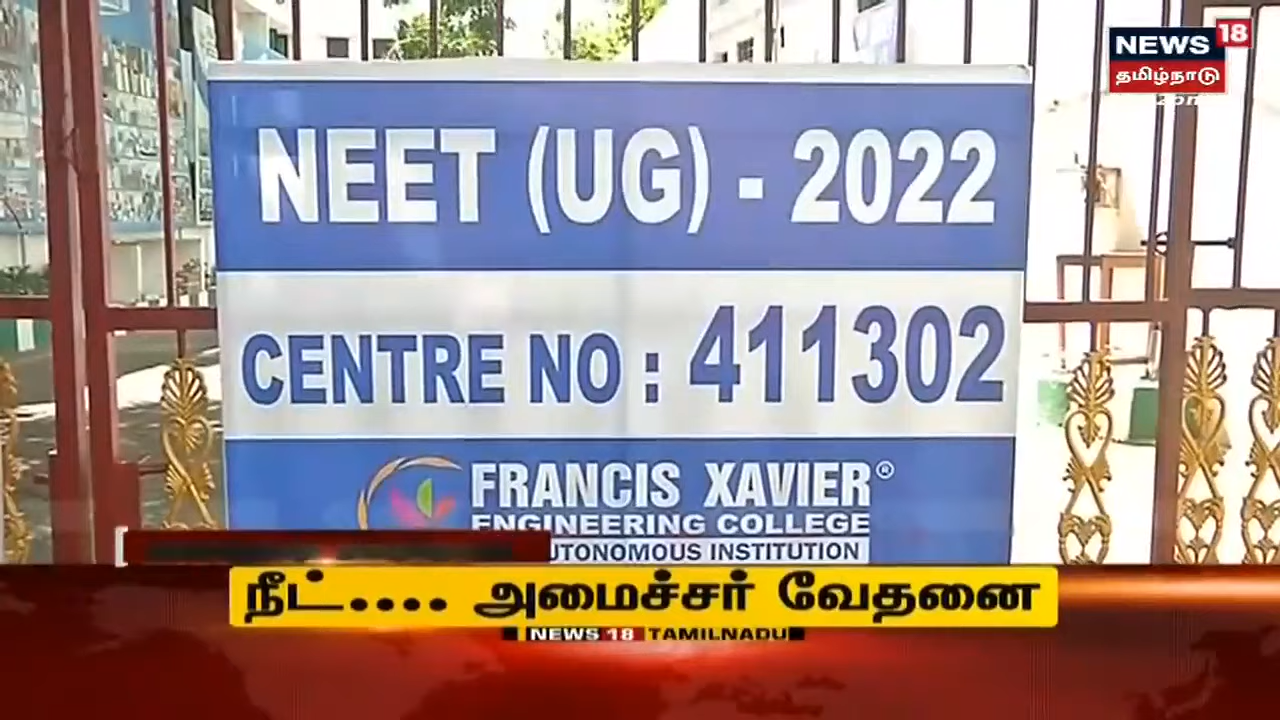 NEWS 18
தமிழ்நாடு
NEET (UG) - 2022
CENTRE NO : 411302
FRANCIS XAVIER®
ENGINEERING COLLEGE
AUTONOMOUS INSTITUTION
நீட்.... அமைச்சர் வேதனை
NEWS 18 TAMILNADU